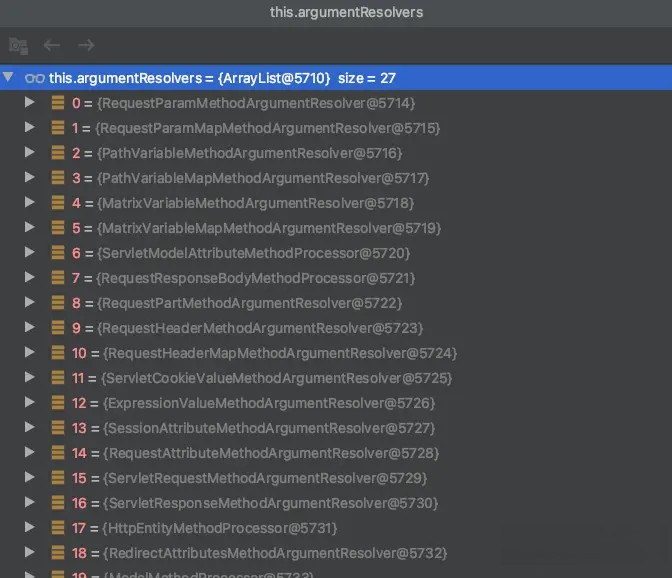 this.argumentResolvers
this.argumentResolvers = {ArrayList@5710} size = 27
0 = {RequestParamMethodArgumentResolver@5714}
1 = {RequestParamMapMethodArgumentResolver@5715}
2 = {PathVariableMethodArgumentResolver@5716}
3 = {PathVariableMapMethodArgumentResolver@5717}
4 = {MatrixVariableMethodArgumentResolver@5718}
5 = {MatrixVariableMapMethodArgumentResolver@5719}
6 = {ServletModelAttributeMethodProcessor@5720}
7 = {RequestResponseBodyMethodProcessor@5721}
8 = {RequestPartMethodArgumentResolver@5722}
9 = {RequestHeaderMethodArgumentResolver@5723}
10 = {RequestHeaderMapMethodArgumentResolver@5724}
11 = {ServletCookieValueMethodArgumentResolver@5725}
12 = {ExpressionValueMethodArgumentResolver@5726}
13 = {SessionAttributeMethodArgumentResolver@5727}
14 = {RequestAttributeMethodArgumentResolver@5728}
15 = {ServletRequestMethodArgumentResolver@5729}
16 = {ServletResponseMethodArgumentResolver@5730}
17 = {HttpEntityMethodProcessor@5731}
18 = {RedirectAttributesMethodArgumentResolver@5732}
19 = {ModelMethodProcessor@5733}